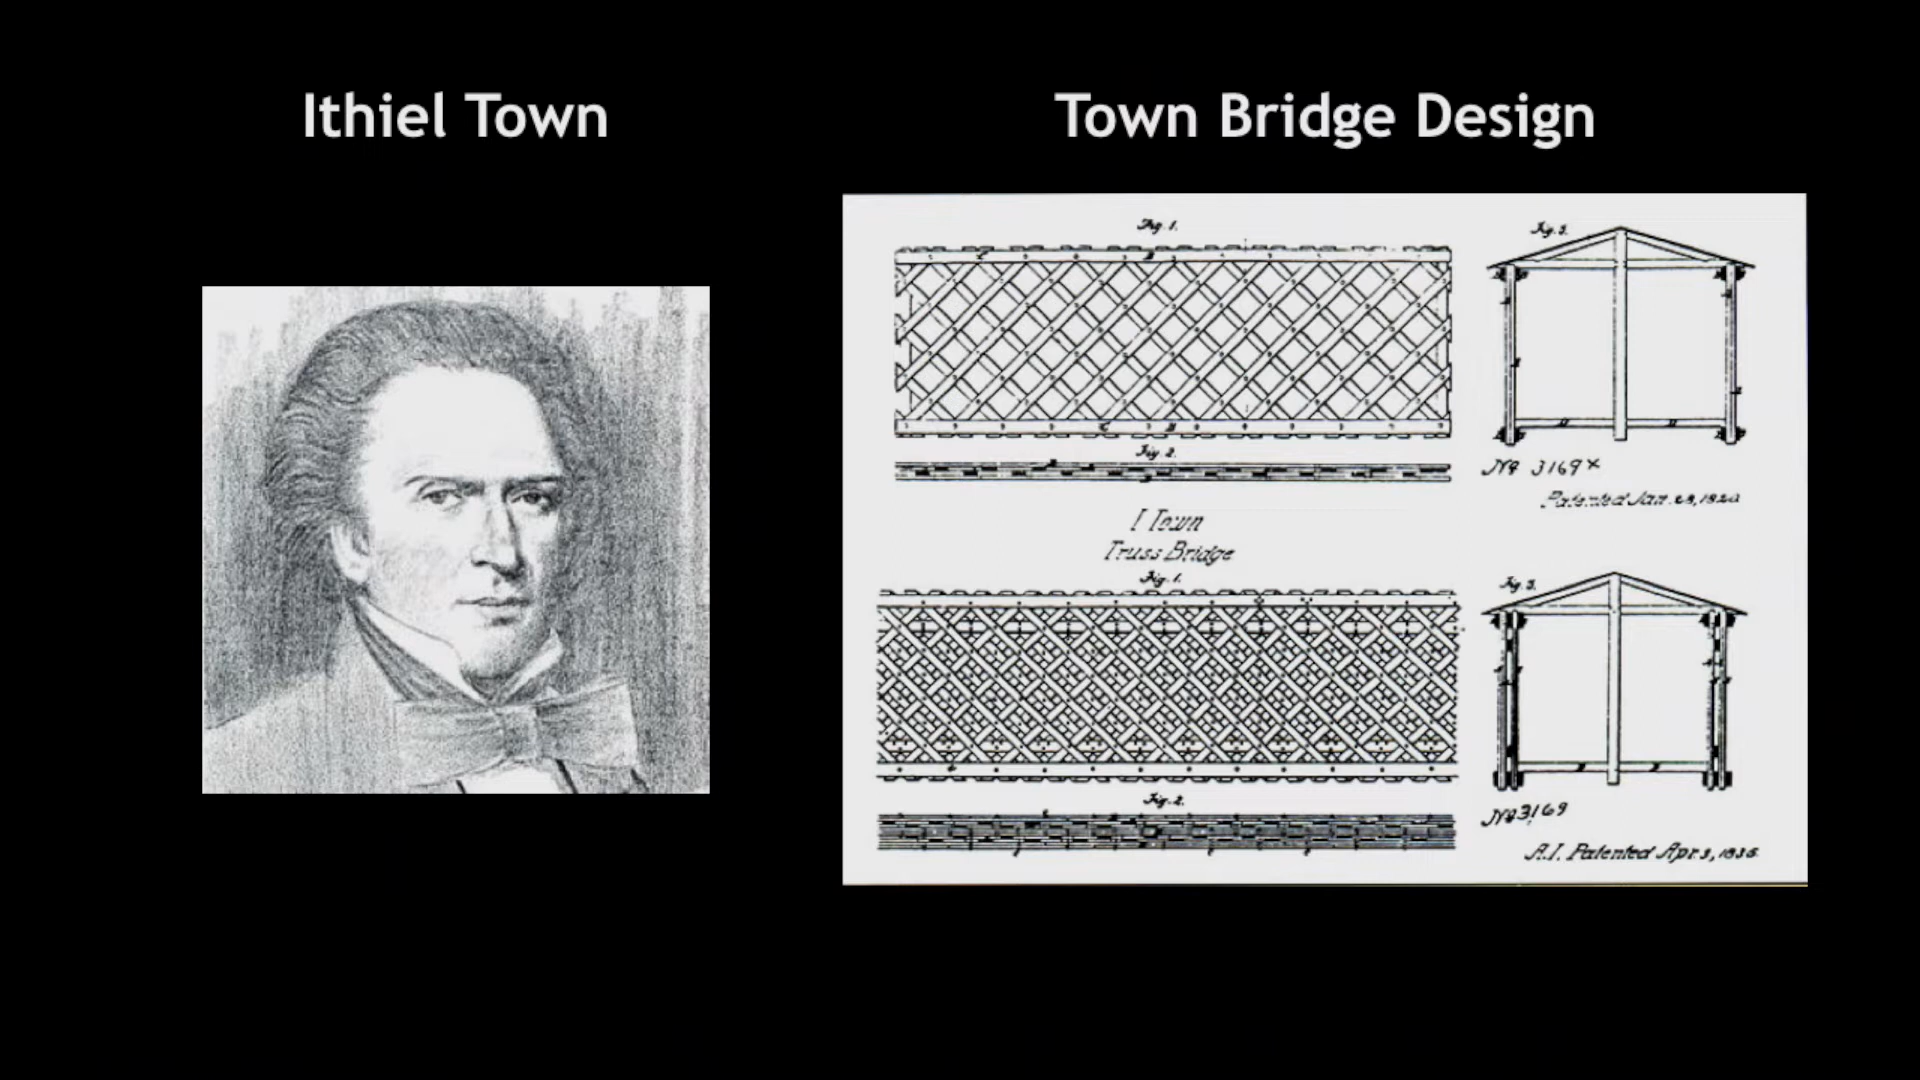 Ithiel Town
Town Bridge Design
Fig. 1.
Fig. 3.
Fig. 2.
No 3169x
Patented Jan. 28, 1820
I Town
Truss Bridge
Fig. 1.
Fig. 3.
Fig. 2.
No 3169
A.I. Patented Apr. 3, 1835